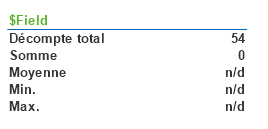 $Field
Décompte total 54
Somme 0
Moyenne n/d
Min. n/d
Max. n/d